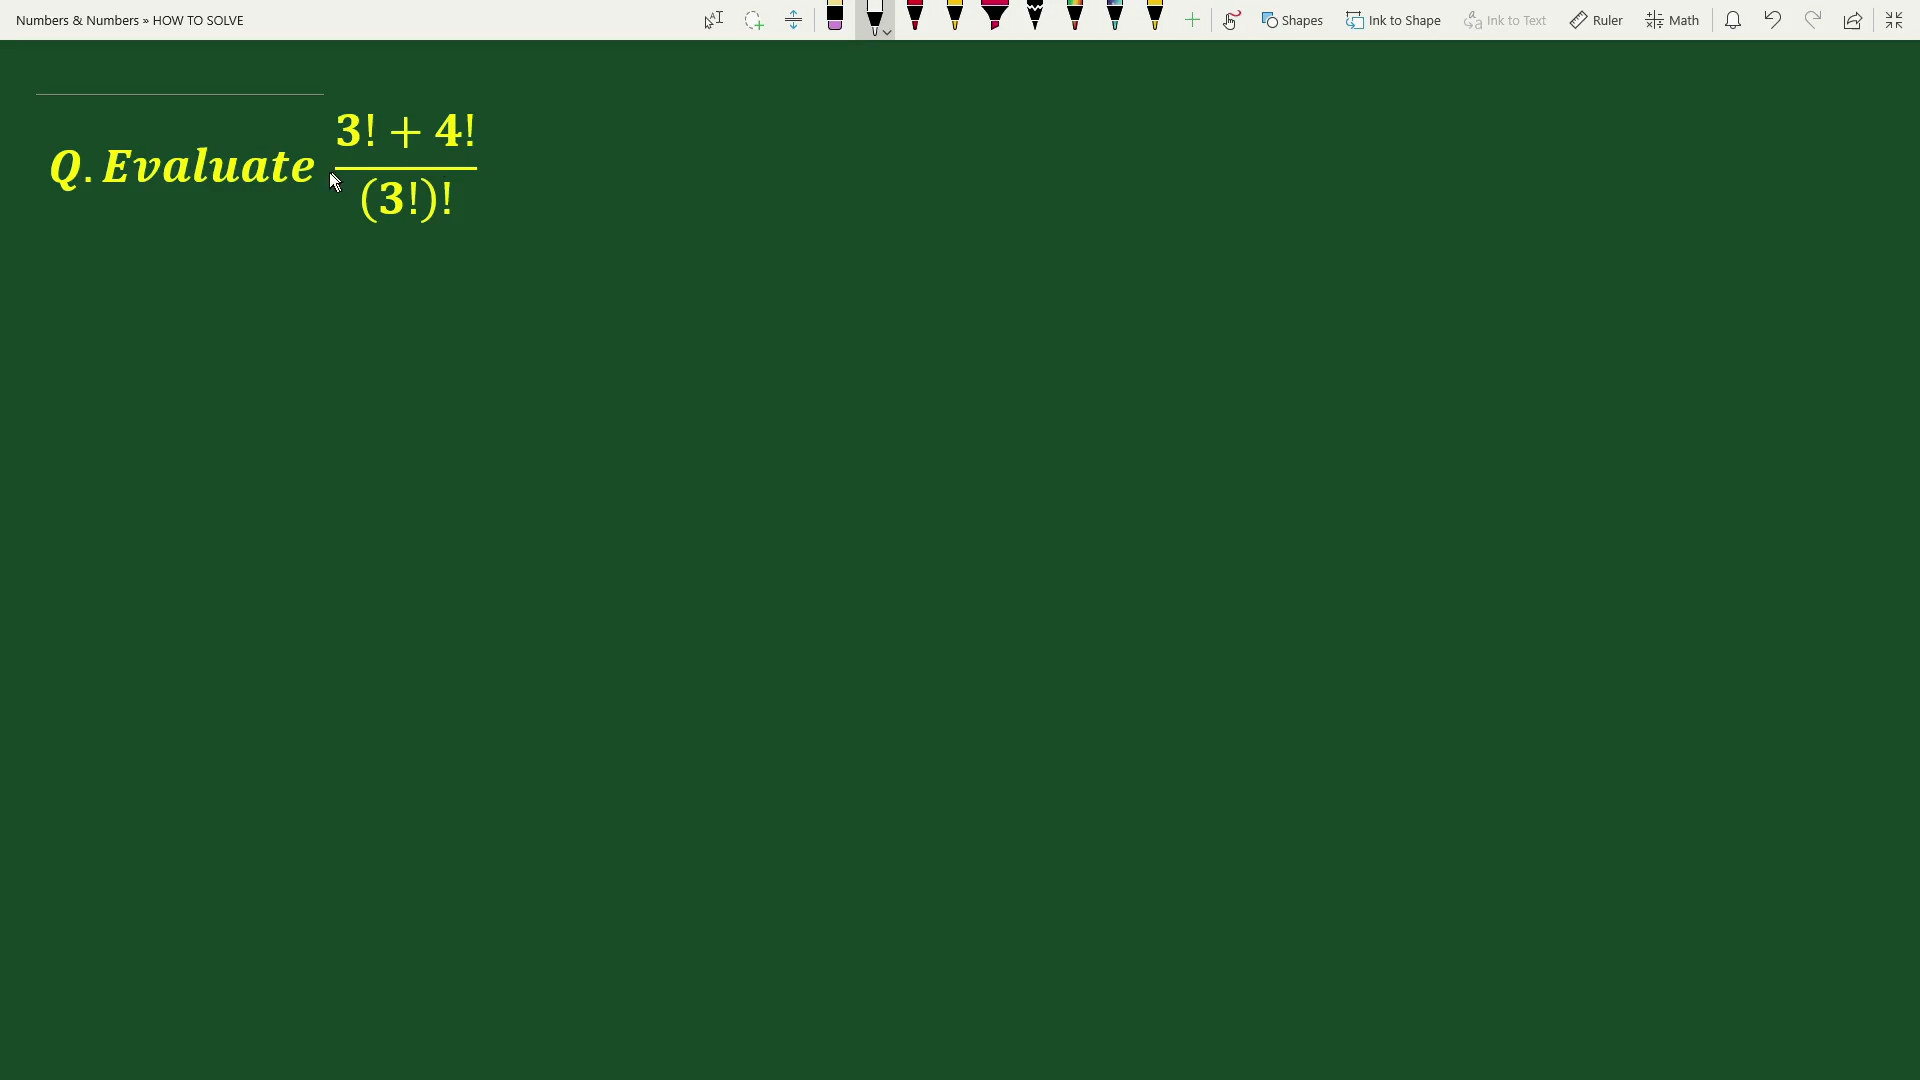 Numbers & Numbers » HOW TO SOLVE
Shapes
Ink to Shape
Ink to Text
Ruler
Math
Q. Evaluate (3! + 4!) / (3!)!